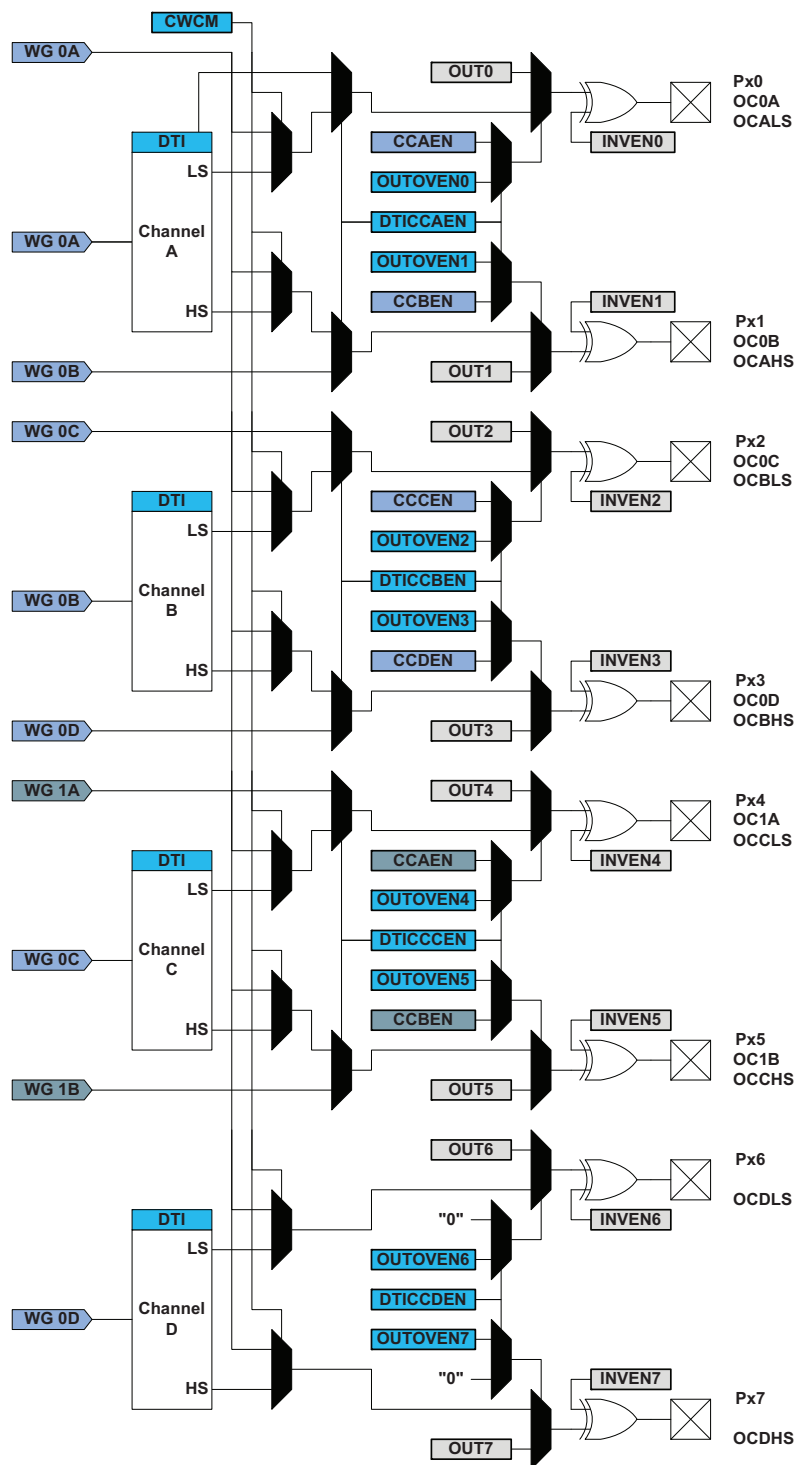 CWCM
WG 0A
OUT0
Px0
OC0A
OCALS
DTI
CCAEN
INVEN0
LS
OUTOVEN0
WG 0A
Channel
A
DTICCAEN
OUTOVEN1
HS
CCBEN
INVEN1
Px1
OC0B
OCAHS
WG 0B
OUT1
WG 0C
OUT2
Px2
OC0C
OCBLS
DTI
CCCEN
INVEN2
LS
OUTOVEN2
WG 0B
Channel
B
DTICCBEN
OUTOVEN3
HS
CCDEN
INVEN3
Px3
OC0D
OCBHS
WG 0D
OUT3
WG 1A
OUT4
Px4
OC1A
OCCLS
DTI
CCAEN
INVEN4
LS
OUTOVEN4
WG 0C
Channel
C
DTICCCEN
OUTOVEN5
HS
CCBEN
INVEN5
Px5
OC1B
OCCHS
WG 1B
OUT5
OUT6
Px6
OCDLS
DTI
"0"
INVEN6
LS
OUTOVEN6
WG 0D
Channel
D
DTICCDEN
OUTOVEN7
HS
"0"
INVEN7
Px7
OCDHS
OUT7